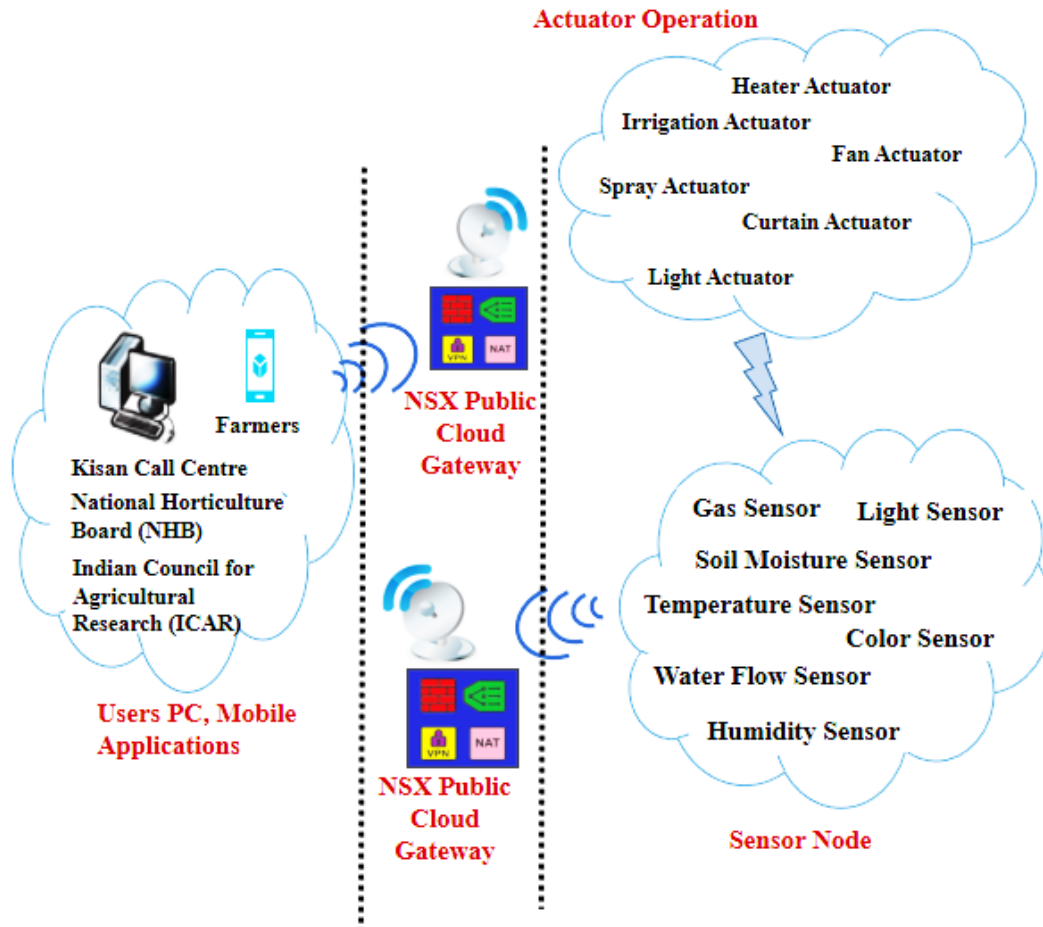 Actuator Operation
Heater Actuator
Irrigation Actuator
Fan Actuator
Spray Actuator
Curtain Actuator
Light Actuator
VPN
NAT
NSX Public
Cloud
Gateway
Farmers
Kisan Call Centre
National Horticulture`
Board (NHB)
Indian Council for
Agricultural
Research (ICAR)
Users PC, Mobile
Applications
VPN
NAT
NSX Public
Cloud
Gateway
Gas Sensor
Light Sensor
Soil Moisture Sensor
Temperature Sensor
Color Sensor
Water Flow Sensor
Humidity Sensor
Sensor Node